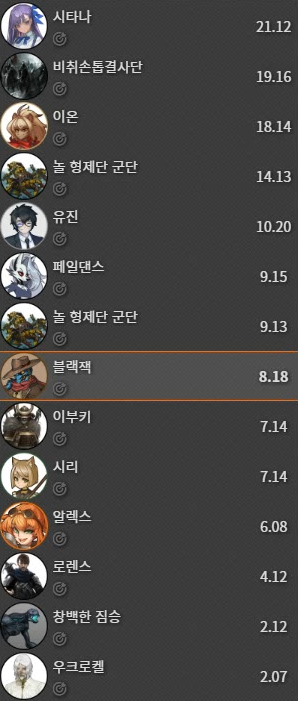 시타나
21.12
비취손톱결사단
19.16
이온
18.14
놀 형제단 군단
14.13
유진
10.20
페일댄스
9.15
놀 형제단 군단
9.13
블랙잭
8.18
이부키
7.14
시리
7.14
알렉스
6.08
로렌스
4.12
창백한 짐승
2.12
우크로켈
2.07